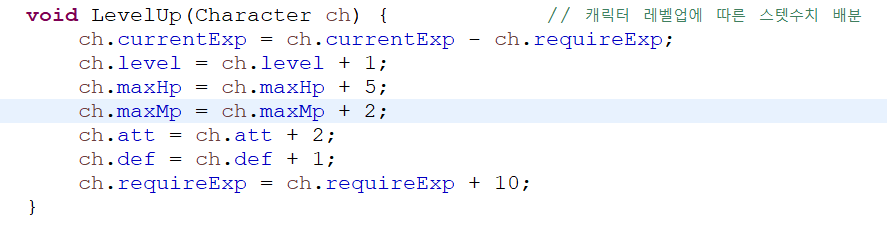 void LevelUp(Character ch) { // 캐릭터 레벨업에 따른 스텟수치 배분
ch.currentExp = ch.currentExp - ch.requireExp;
ch.level = ch.level + 1;
ch.maxHp = ch.maxHp + 5;
ch.maxMp = ch.maxMp + 2;
ch.att = ch.att + 2;
ch.def = ch.def + 1;
ch.requireExp = ch.requireExp + 10;
}